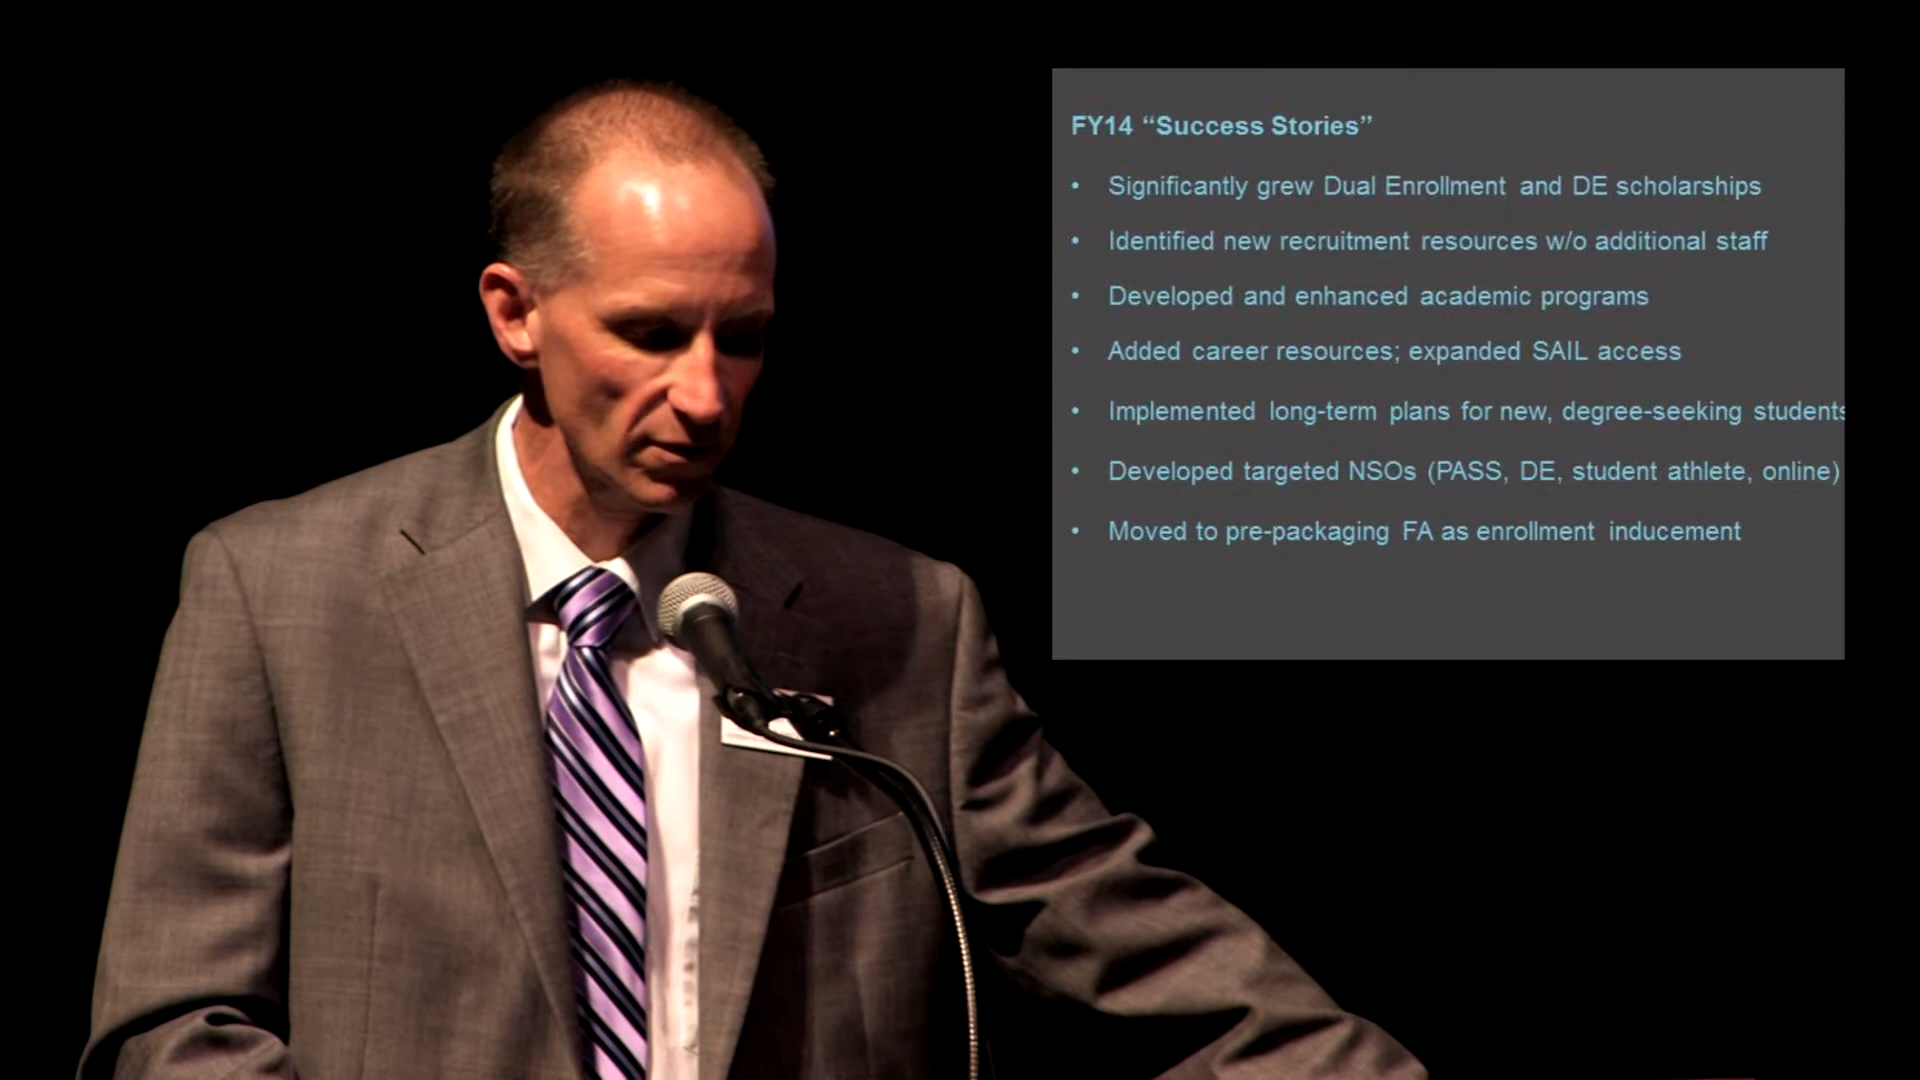 FY14 “Success Stories”
• Significantly grew Dual Enrollment and DE scholarships
• Identified new recruitment resources w/o additional staff
• Developed and enhanced academic programs
• Added career resources; expanded SAIL access
• Implemented long-term plans for new, degree-seeking students
• Developed targeted NSOs (PASS, DE, student athlete, online)
• Moved to pre-packaging FA as enrollment inducement